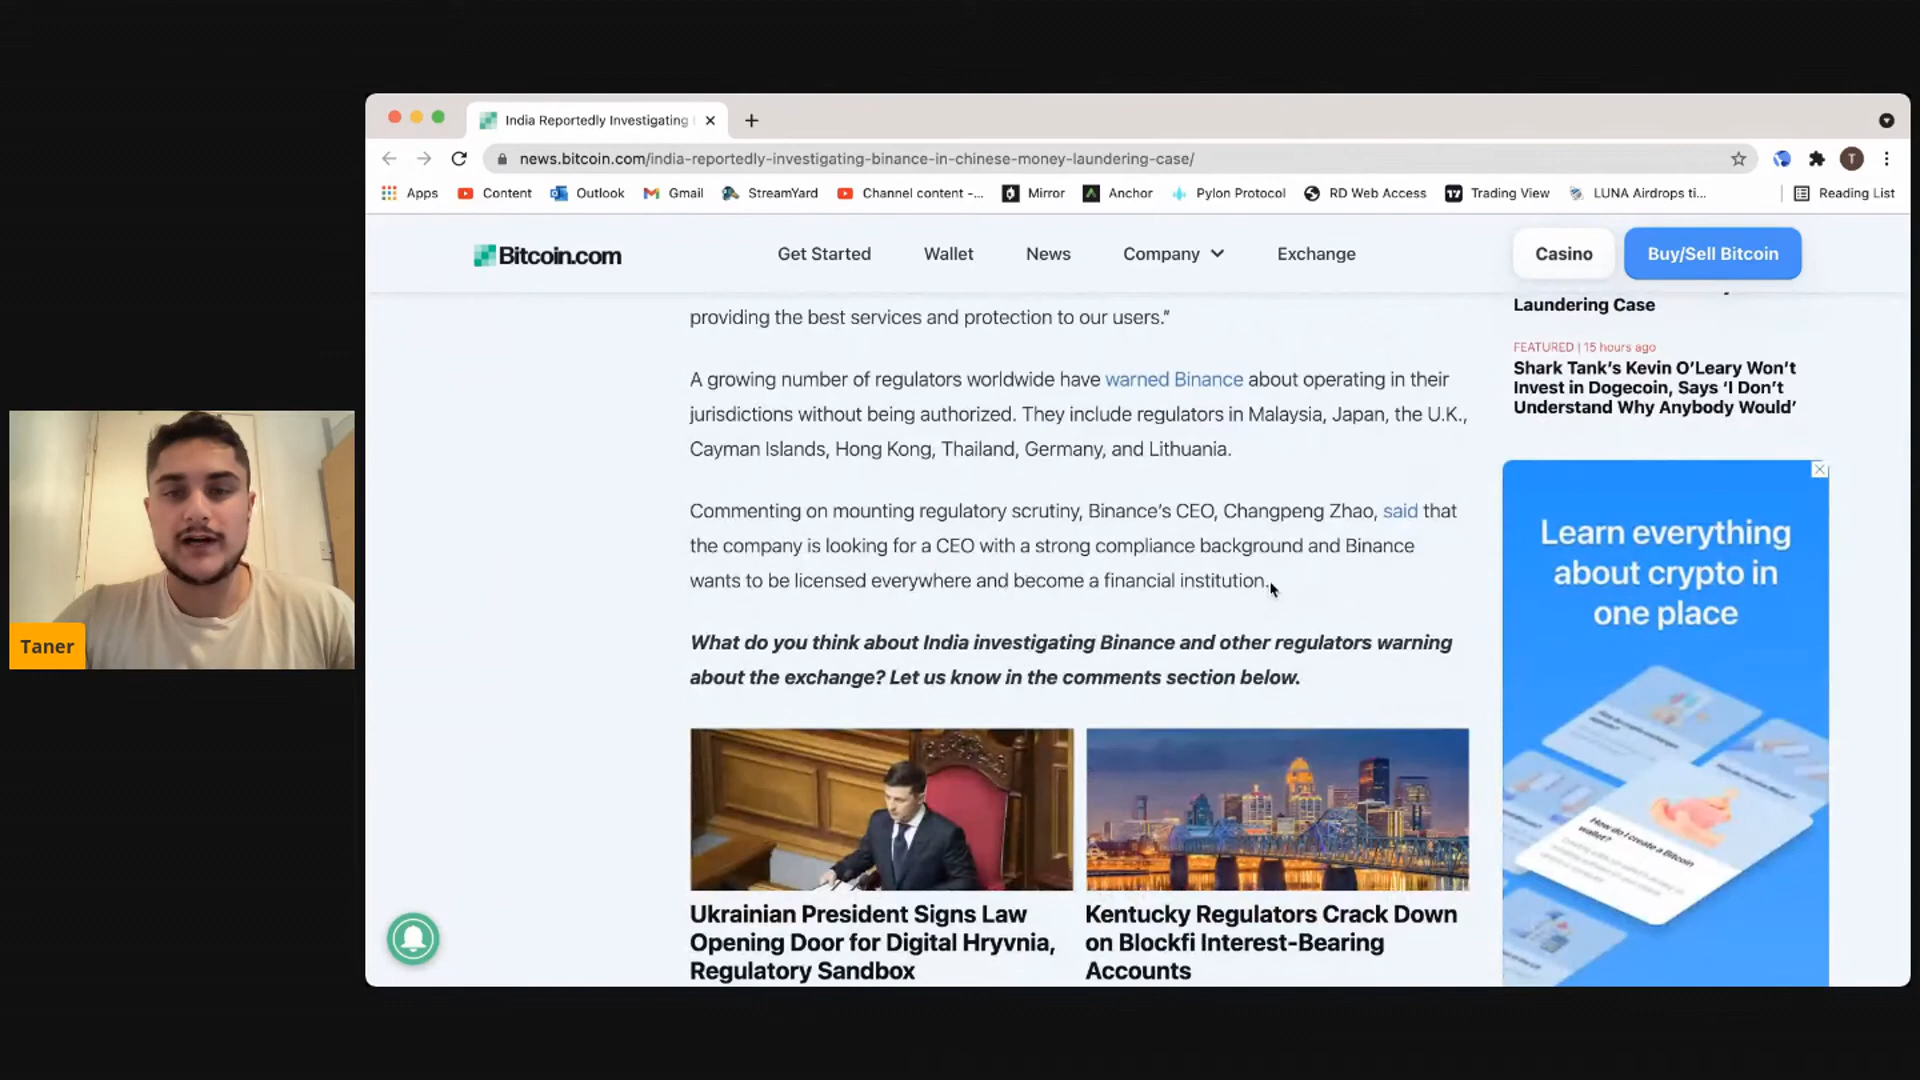 India Reportedly Investigating
news.bitcoin.com/india-reportedly-investigating-binance-in-chinese-money-laundering-case/
T
Apps
Content
Outlook
Gmail
StreamYard
Channel content -...
Mirror
Anchor
Pylon Protocol
RD Web Access
Trading View
LUNA Airdrops ti...
Reading List
Bitcoin.com
Get Started
Wallet
News
Company
Exchange
Casino
Buy/Sell Bitcoin
providing the best services and protection to our users.”
A growing number of regulators worldwide have warned Binance about operating in their
jurisdictions without being authorized. They include regulators in Malaysia, Japan, the U.K.,
Cayman Islands, Hong Kong, Thailand, Germany, and Lithuania.
Commenting on mounting regulatory scrutiny, Binance’s CEO, Changpeng Zhao, said that
the company is looking for a CEO with a strong compliance background and Binance
wants to be licensed everywhere and become a financial institution.
What do you think about India investigating Binance and other regulators warning
about the exchange? Let us know in the comments section below.
Ukrainian President Signs Law
Opening Door for Digital Hryvnia,
Regulatory Sandbox
Kentucky Regulators Crack Down
on Blockfi Interest-Bearing
Accounts
Laundering Case
FEATURED | 15 hours ago
Shark Tank’s Kevin O’Leary Won’t
Invest in Dogecoin, Says ‘I Don’t
Understand Why Anybody Would’
Learn everything
about crypto in
one place
How do I create a Bitcoin
wallet?
Taner